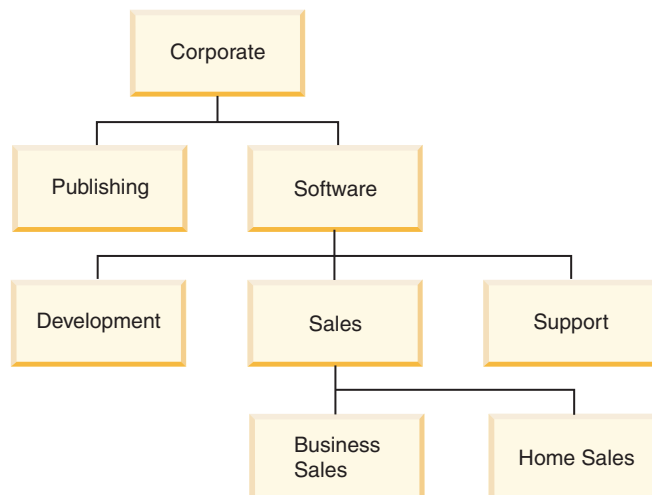 Corporate
Publishing
Software
Development
Sales
Support
Business
Sales
Home Sales